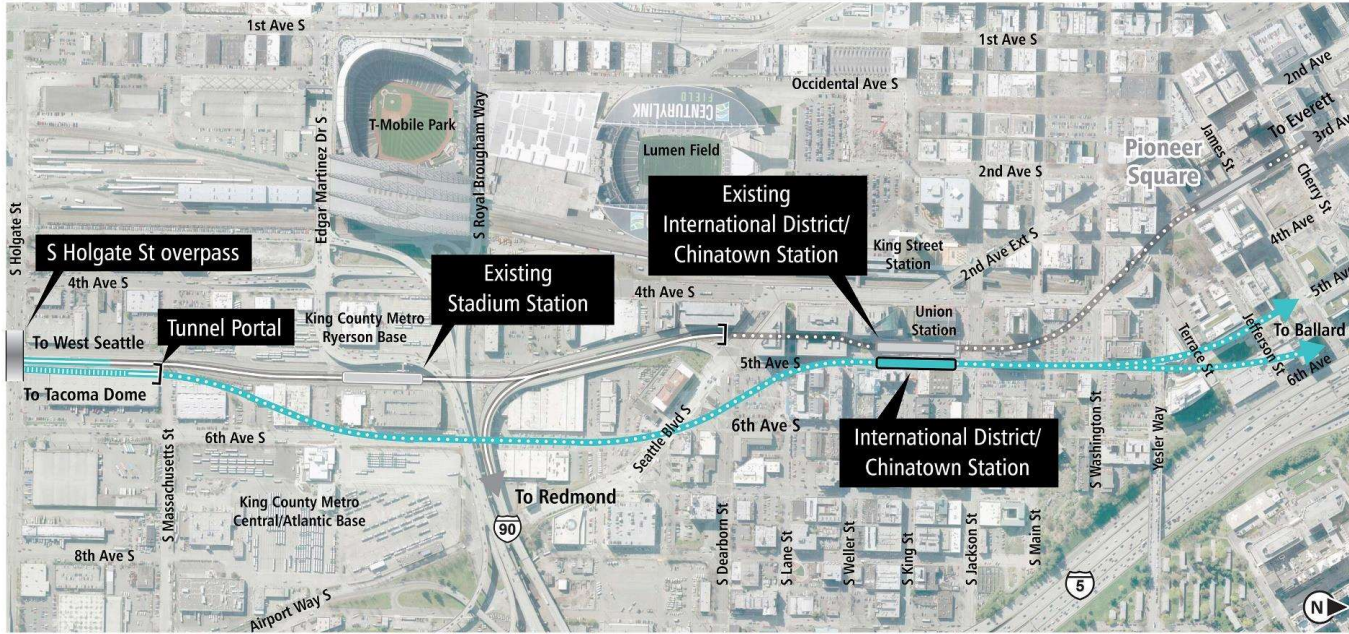 1st Ave S
1st Ave S
2nd Ave
Occidental Ave S
CENTURYLINK
FIELD
T-Mobile Park
Edgar Martinez Dr S
S Royal Brougham Way
Lumen Field
To Everett
3rd Av
James St
Pioneer
Square
Cherry St
2nd Ave S
4th Ave S
S Holgate St
S Holgate St overpass
4th Ave S
Existing
International District/
Chinatown Station
King Street
Station
2nd Ave Ext S
Existing
Stadium Station
4th Ave S
5th Ave
Tunnel Portal
King County Metro
Ryerson Base
Union
Station
To West Seattle
To Ballard
Terrace St
Jefferson St
6th Ave
5th Ave S
To Tacoma Dome
6th Ave S
Seattle Blvd S
6th Ave S
International District/
Chinatown Station
S Washington St
Yesler Way
S Massachusetts St
King County Metro
Central/Atlantic Base
To Redmond
90
8th Ave S
S Dearborn St
S Lane St
S Weller St
S King St
S Jackson St
S Main St
5
Airport Way S
N